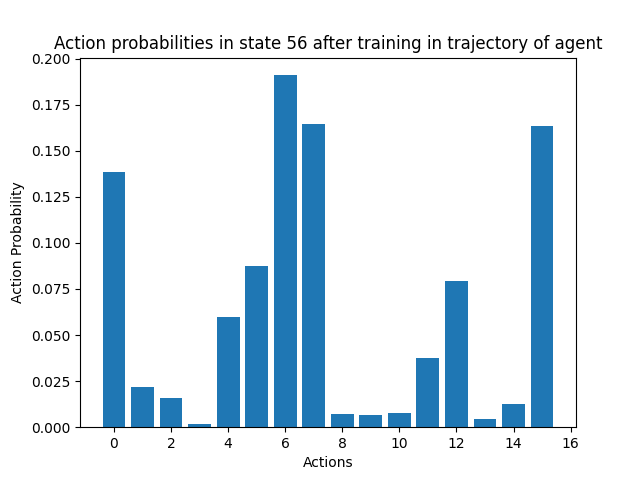 Action probabilities in state 56 after training in trajectory of agent
0.200
0.175
0.150
0.125
0.100
0.075
0.050
0.025
0.000
Action Probability
0 2 4 6 8 10 12 14 16
Actions